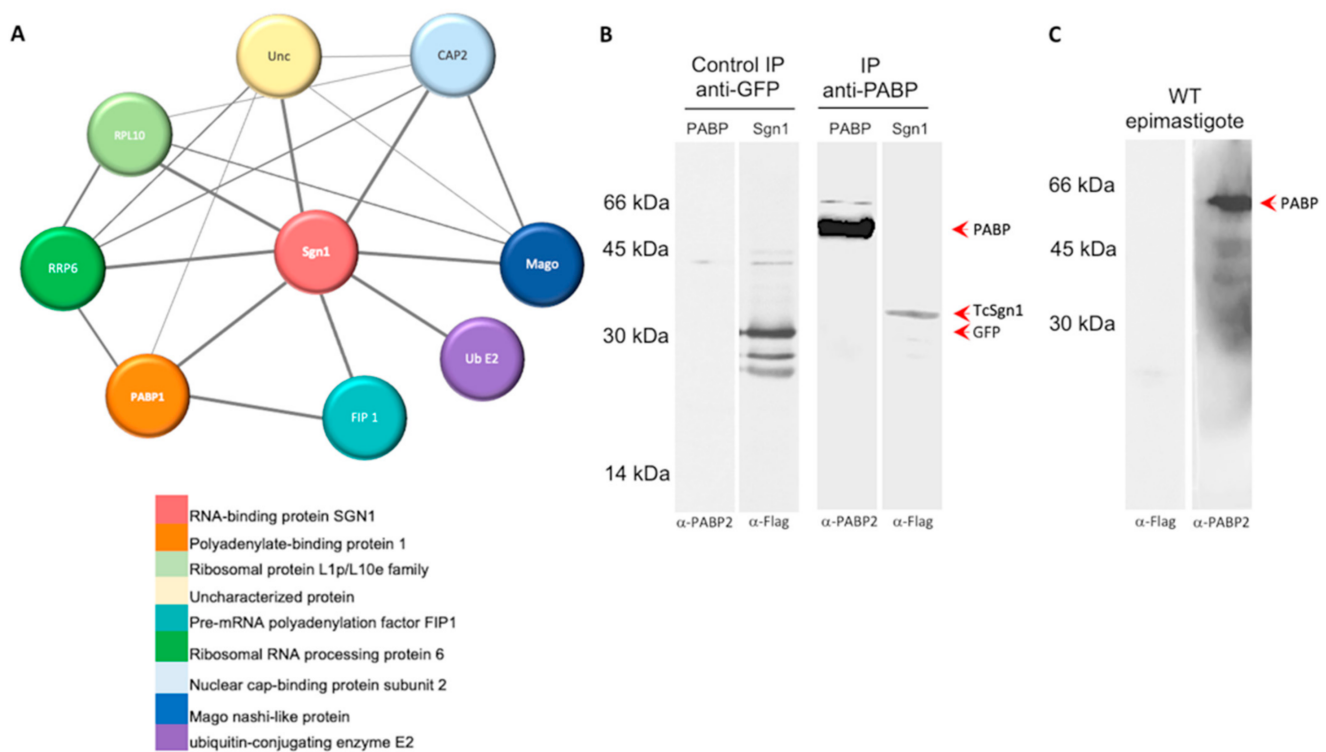 A
Unc
CAP2
RPL10
Sgn1
RRP6
Mago
Ub E2
PABP1
FIP 1
RNA-binding protein SGN1
Polyadenylate-binding protein 1
Ribosomal protein L1p/L10e family
Uncharacterized protein
Pre-mRNA polyadenylation factor FIP1
Ribosomal RNA processing protein 6
Nuclear cap-binding protein subunit 2
Mago nashi-like protein
ubiquitin-conjugating enzyme E2
B
Control IP
anti-GFP
IP
anti-PABP
PABP Sgn1 PABP Sgn1
66 kDa
45 kDa
30 kDa
14 kDa
PABP
TcSgn1
GFP
α-PABP2 α-Flag α-PABP2 α-Flag
C
WT
epimastigote
66 kDa
45 kDa
30 kDa
PABP
α-Flag α-PABP2